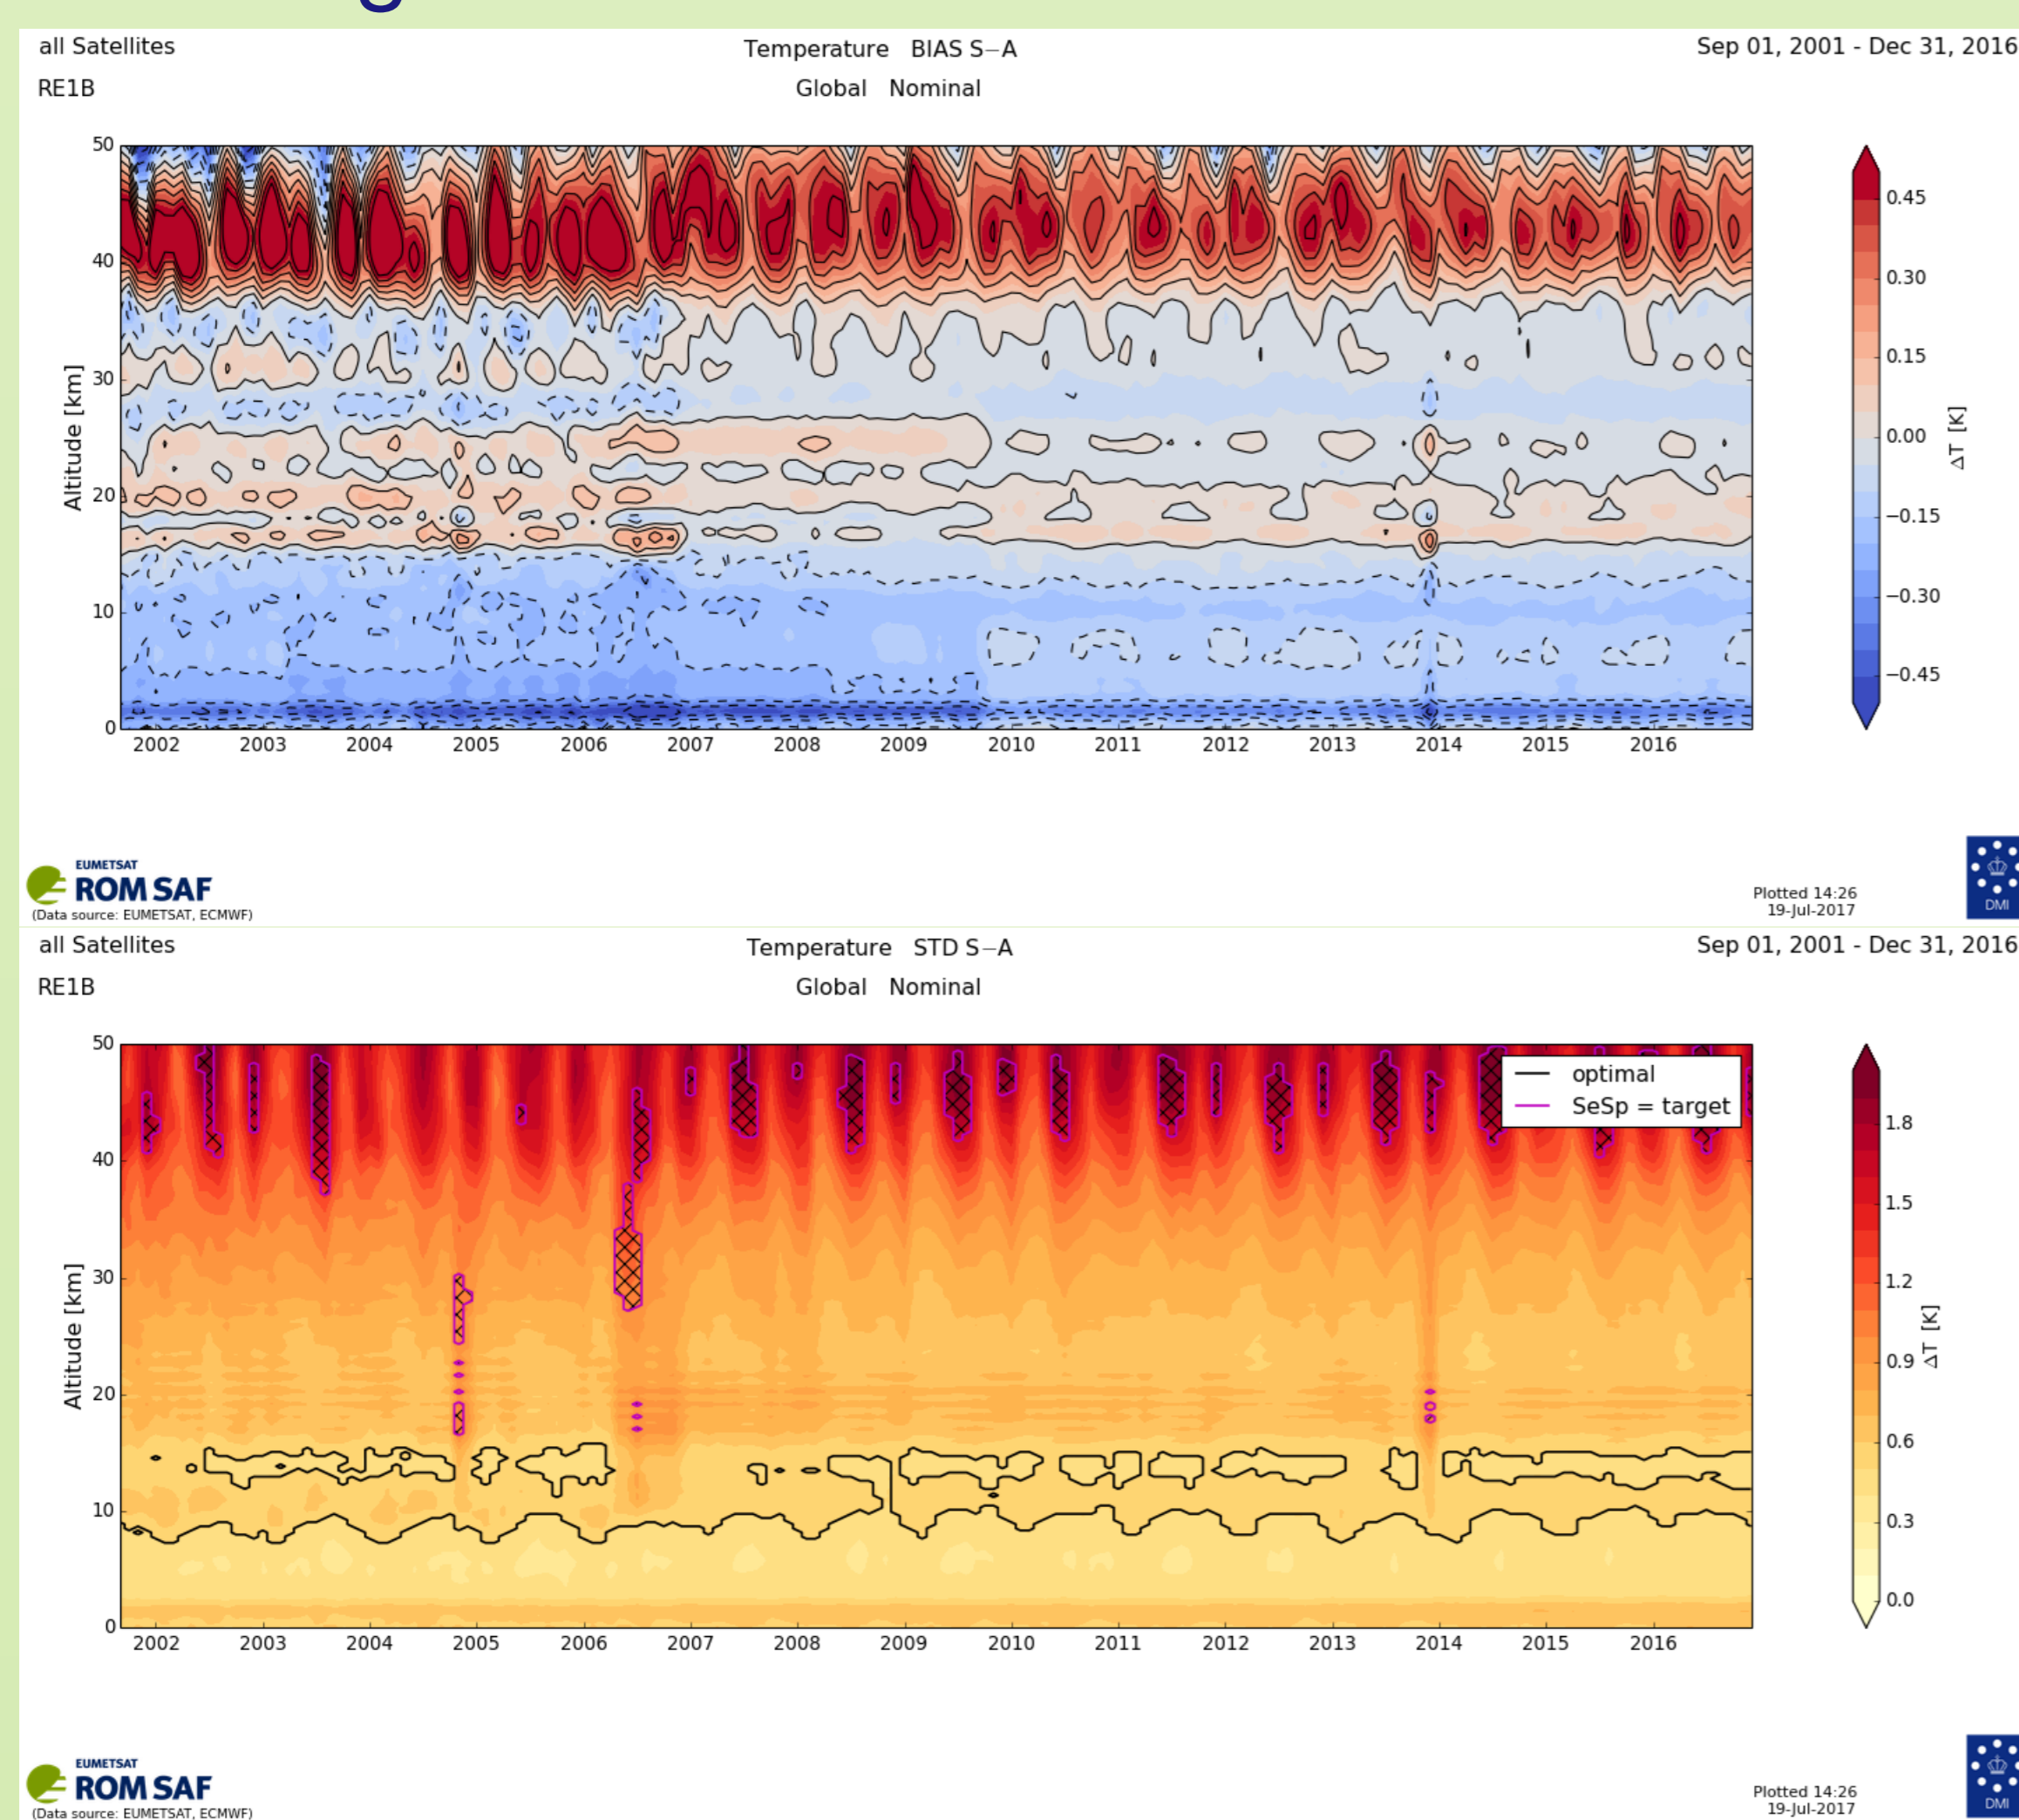 all Satellites
Temperature BIAS S−A
Sep 01, 2001 - Dec 31, 2016
RE1B
Global Nominal
50
40
30
20
10
0
Altitude [km]
2002 2003 2004 2005 2006 2007 2008 2009 2010 2011 2012 2013 2014 2015 2016
0.45
0.30
0.15
0.00
−0.15
−0.30
−0.45
ΔT [K]
EUMETSAT
ROM SAF
(Data source: EUMETSAT, ECMWF)
Plotted 14:26
19-Jul-2017
DMI
all Satellites
Temperature STD S−A
Sep 01, 2001 - Dec 31, 2016
RE1B
Global Nominal
50
40
30
20
10
0
Altitude [km]
optimal
SeSp = target
2002 2003 2004 2005 2006 2007 2008 2009 2010 2011 2012 2013 2014 2015 2016
1.8
1.5
1.2
0.9
0.6
0.3
0.0
ΔT [K]
EUMETSAT
ROM SAF
(Data source: EUMETSAT, ECMWF)
Plotted 14:26
19-Jul-2017
DMI